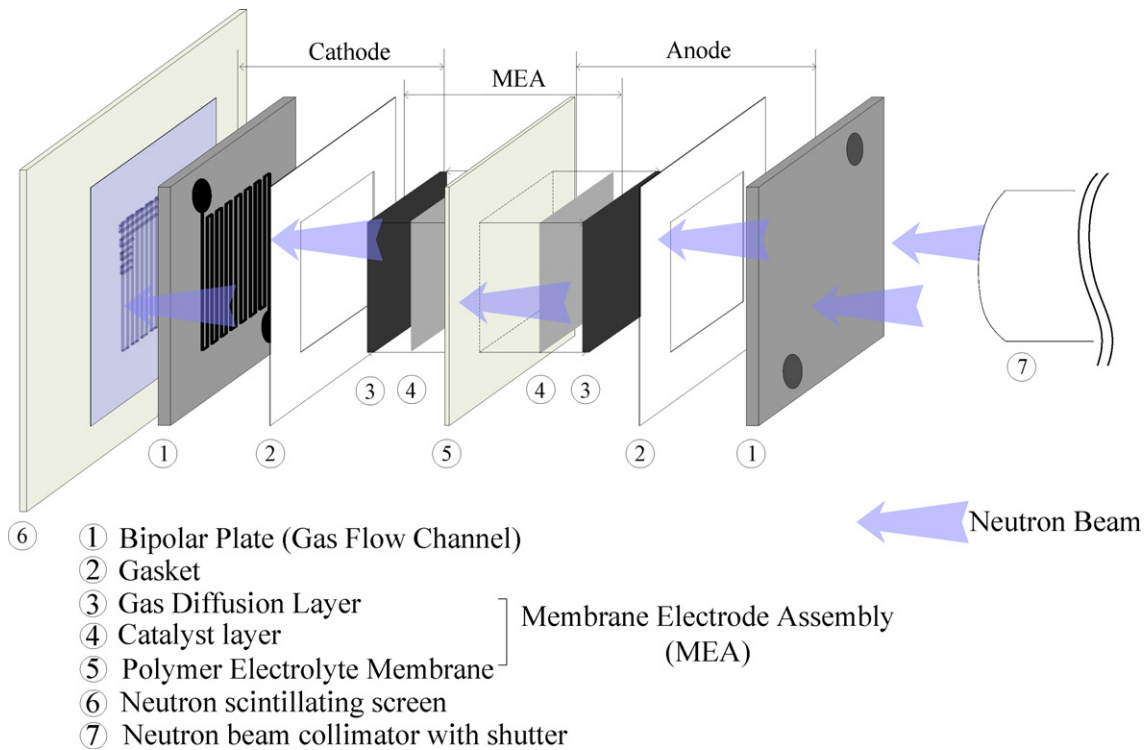 Cathode
MEA
Anode
③ ④ ④ ③ ⑦
① ② ⑤ ② ①
⑥
Neutron Beam
① Bipolar Plate (Gas Flow Channel)
② Gasket
③ Gas Diffusion Layer
④ Catalyst layer
⑤ Polymer Electrolyte Membrane
Membrane Electrode Assembly
(MEA)
⑥ Neutron scintillating screen
⑦ Neutron beam collimator with shutter